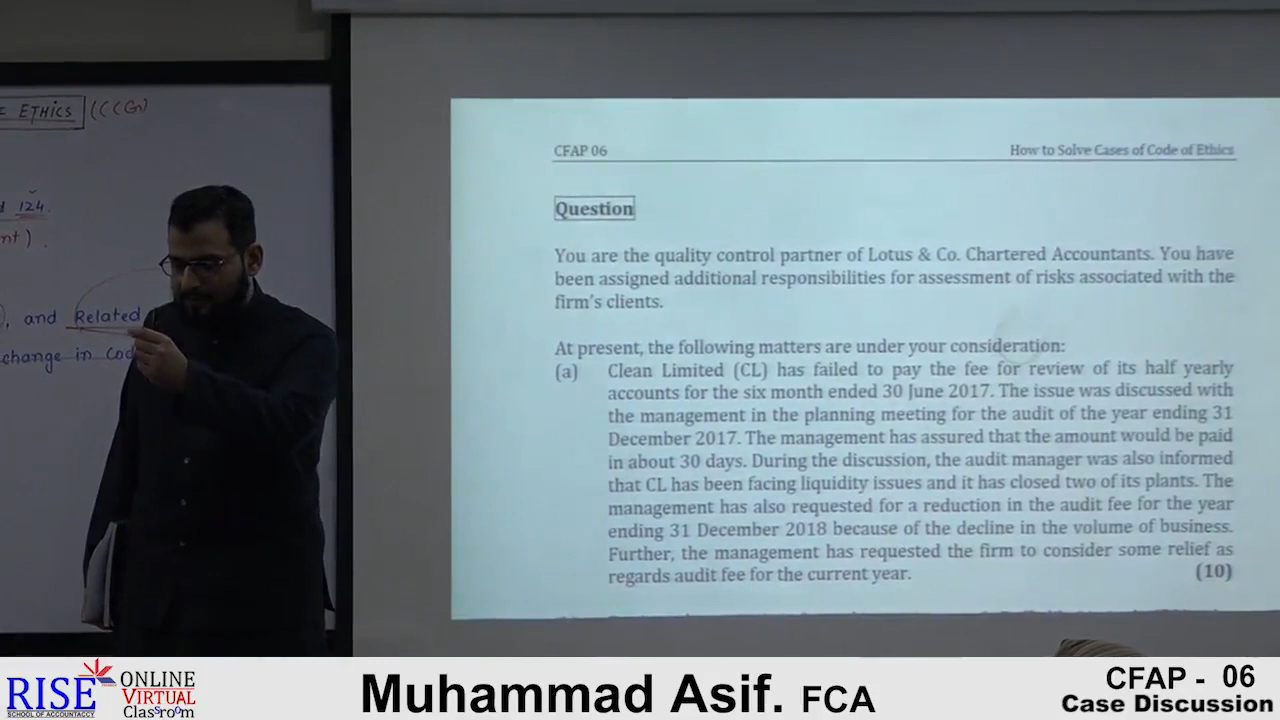 ETHICS (CCGn)
124.
nt).
, and Related
change in cod
CFAP 06 How to Solve Cases of Code of Ethics
Question
You are the quality control partner of Lotus & Co. Chartered Accountants. You have
been assigned additional responsibilities for assessment of risks associated with the
firm's clients.
At present, the following matters are under your consideration:
(a) Clean Limited (CL) has failed to pay the fee for review of its half yearly
accounts for the six month ended 30 June 2017. The issue was discussed with
the management in the planning meeting for the audit of the year ending 31
December 2017. The management has assured that the amount would be paid
in about 30 days. During the discussion, the audit manager was also informed
that CL has been facing liquidity issues and it has closed two of its plants. The
management has also requested for a reduction in the audit fee for the year
ending 31 December 2018 because of the decline in the volume of business.
Further, the management has requested the firm to consider some relief as
regards audit fee for the current year. (10)
RISE
SCHOOL OF ACCOUNTACCY
ONLINE
VIRTUAL
Classroom
Muhammad Asif. FCA
CFAP - 06
Case Discussion